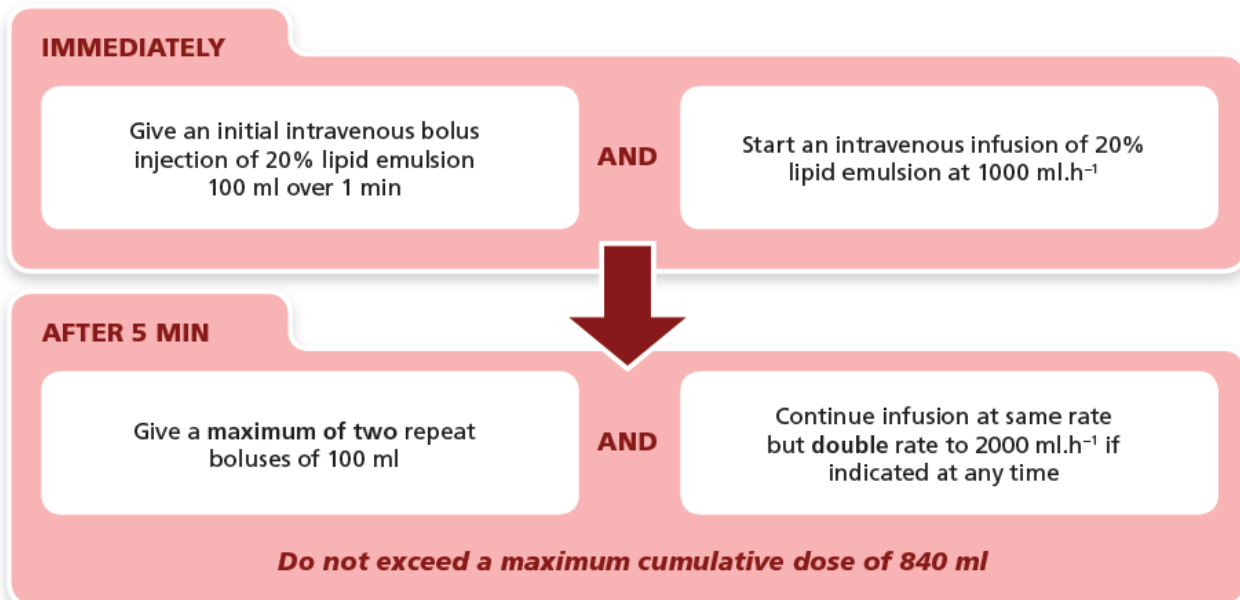 IMMEDIATELY
Give an initial intravenous bolus
injection of 20% lipid emulsion
100 ml over 1 min
AND
Start an intravenous infusion of 20%
lipid emulsion at 1000 ml.h⁻¹
AFTER 5 MIN
Give a maximum of two repeat
boluses of 100 ml
AND
Continue infusion at same rate
but double rate to 2000 ml.h⁻¹ if
indicated at any time
Do not exceed a maximum cumulative dose of 840 ml